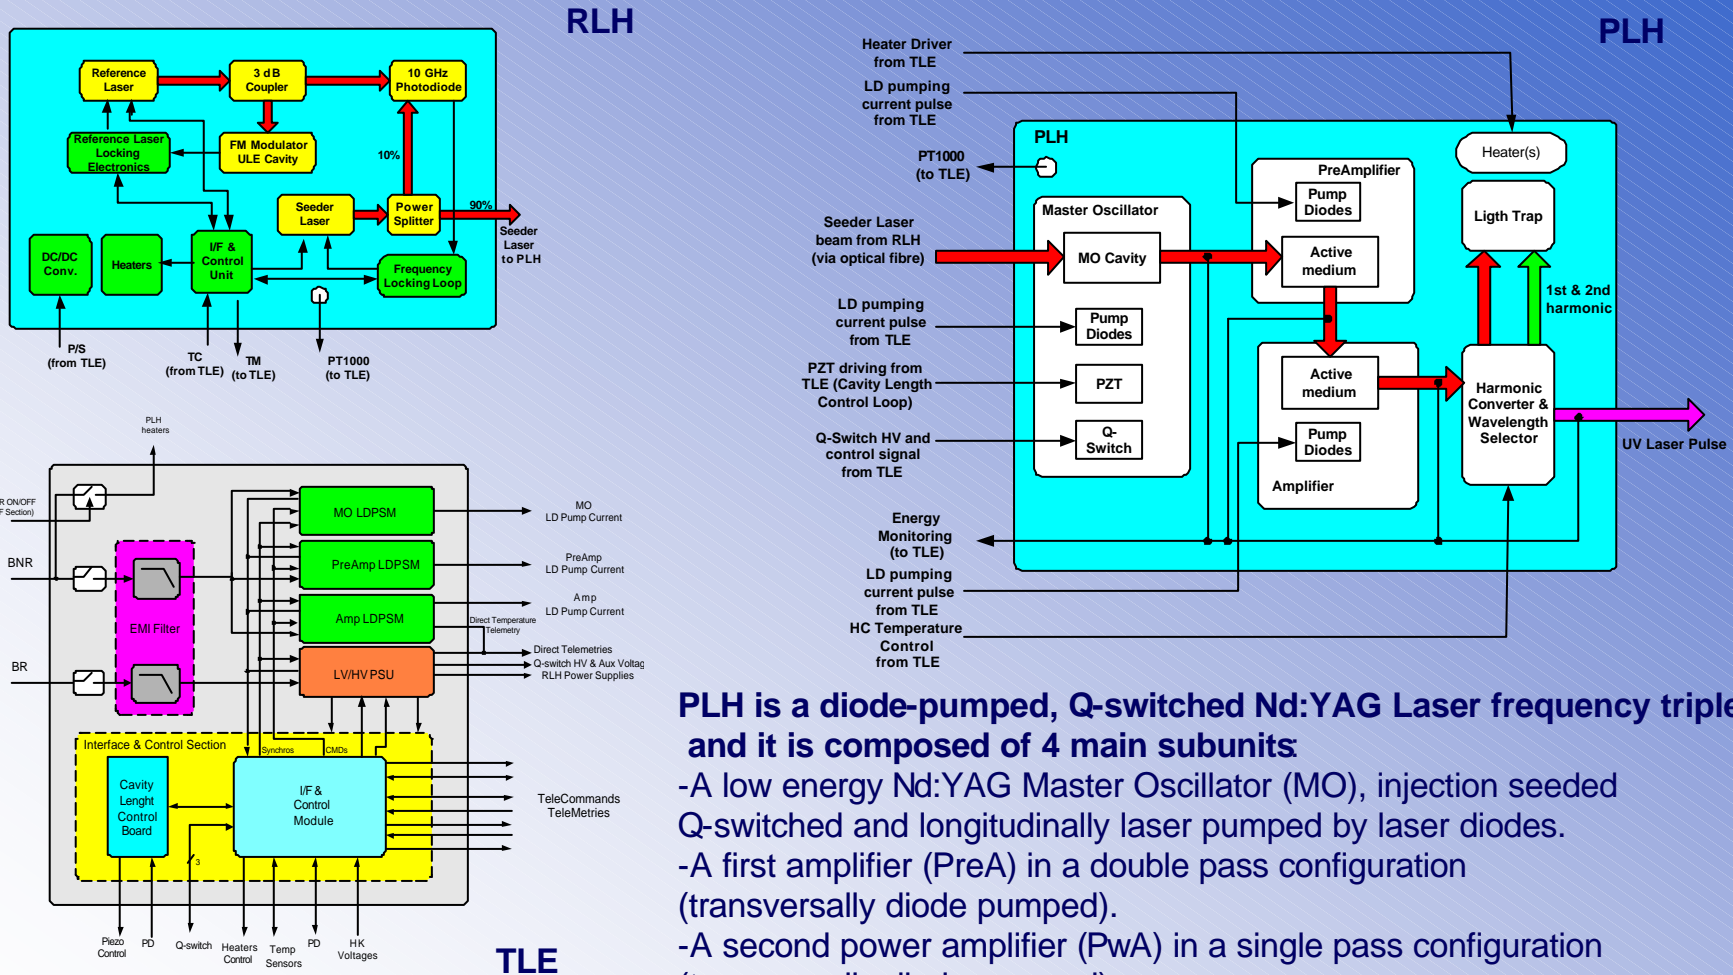 RLH
Reference
Laser
3 dB
Coupler
10 GHz
Photodiode
Reference Laser
Locking
Electronics
FM Modulator
ULE Cavity
10%
Seeder
Laser
Power
Splitter
90%
Seeder
Laser
to PLH
DC/DC
Conv.
Heaters
I/F &
Control
Unit
Frequency
Locking Loop
P/S
(from TLE)
TC
(from TLE)
TM
(to TLE)
PT1000
(to TLE)
PLH
Heater Driver
from TLE
LD pumping
current pulse
from TLE
PT1000
(to TLE)
Seeder Laser
beam from RLH
(via optical fibre)
LD pumping
current pulse
from TLE
PZT driving from
TLE (Cavity Length
Control Loop)
Q-Switch HV and
control signal
from TLE
Energy
Monitoring
(to TLE)
LD pumping
current pulse
from TLE
HC Temperature
Control
from TLE
PLH
Master Oscillator
MO Cavity
Pump
Diodes
PZT
Q-
Switch
PreAmplifier
Pump
Diodes
Active
medium
Active
medium
Pump
Diodes
Amplifier
Heater(s)
Ligth Trap
1st & 2nd
harmonic
Harmonic
Converter &
Wavelength
Selector
UV Laser Pulse
PLH
heaters
R ON/OFF
F Section)
BNR
BR
EMI Filter
MO LDPSM
PreAmp LDPSM
Amp LDPSM
LV/HV PSU
MO
LD Pump Current
PreAmp
LD Pump Current
Amp
LD Pump Current
Direct Temperature
Telemetry
Direct Telemetries
Q-switch HV & Aux Voltag
RLH Power Supplies
Interface & Control Section
Synchros
CMDs
Cavity
Lenght
Control
Board
I/F &
Control
Module
3
TeleCommands
TeleMetries
Piezo
Control
PD
Q-switch
Heaters
Control
Temp
Sensors
PD
HK
Voltages
TLE
PLH is a diode-pumped, Q-switched Nd:YAG Laser frequency triple
and it is composed of 4 main subunits:
-A low energy Nd:YAG Master Oscillator (MO), injection seeded
Q-switched and longitudinally laser pumped by laser diodes.
-A first amplifier (PreA) in a double pass configuration
(transversally diode pumped).
-A second power amplifier (PwA) in a single pass configuration